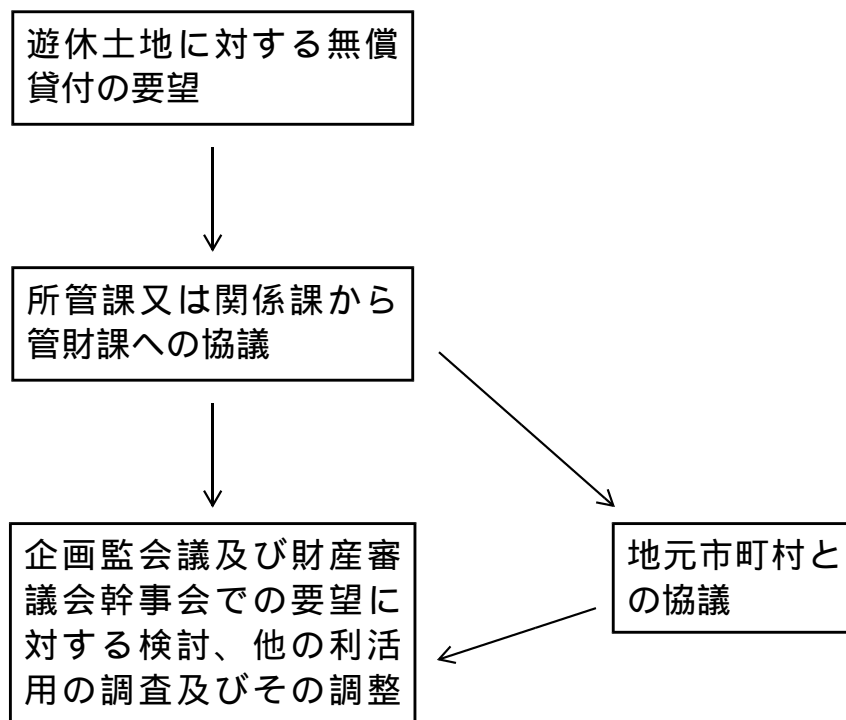 遊休土地に対する無償
貸付の要望
所管課又は関係課から
管財課への協議
企画監会議及び財産審
議会幹事会での要望に
対する検討、他の利活
用の調査及びその調整
地元市町村と
の協議